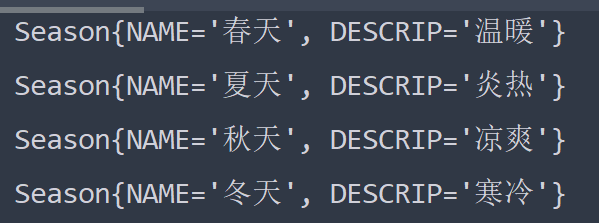 Season{NAME='春天', DESCRIP='温暖'}
Season{NAME='夏天', DESCRIP='炎热'}
Season{NAME='秋天', DESCRIP='凉爽'}
Season{NAME='冬天', DESCRIP='寒冷'}